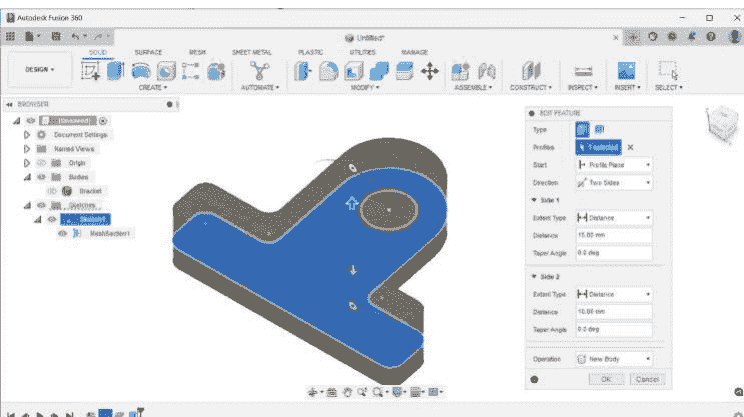 Autodesk Fusion 360
Untitled*
SOLID SURFACE MESH SHEET METAL PLASTIC UTILITIES MANAGE
DESIGN
CREATE AUTOMATE MODIFY ASSEMBLE CONSTRUCT INSPECT INSERT SELECT
BROWSER
(Unsaved)
Document Settings
Named Views
Origin
Bodies
Bracket
Sketches
MeshSection1
EDIT FEATURE
Type
Profiles 1 selected
Start Profile Plane
Direction Two Sides
Side 1
Extent Type Distance
Distance 15.00 mm
Taper Angle 0.0 deg
Side 2
Extent Type Distance
Distance 10.00 mm
Taper Angle 0.0 deg
Operation New Body
OK Cancel